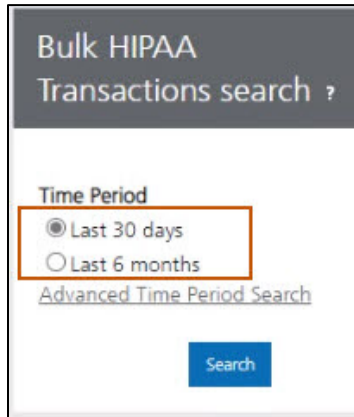 Bulk HIPAA
Transactions search ?
Time Period
Last 30 days
Last 6 months
Advanced Time Period Search
Search